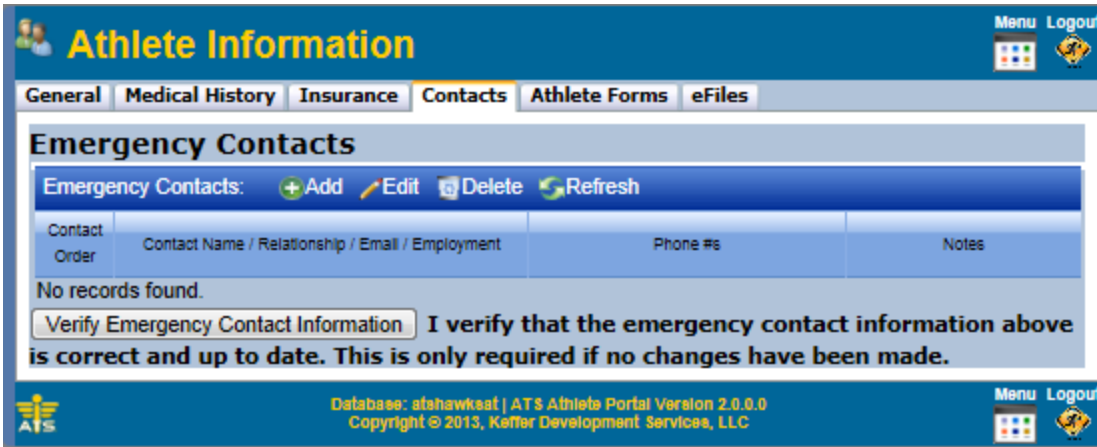 Menu Logout
Athlete Information
General Medical History Insurance Contacts Athlete Forms eFiles
Emergency Contacts
Emergency Contacts: Add Edit Delete Refresh
Contact Order Contact Name / Relationship / Email / Employment Phone #s Notes
No records found.
Verify Emergency Contact Information I verify that the emergency contact information above
is correct and up to date. This is only required if no changes have been made.
Menu Logout
ATS
Database: atshawksat | ATS Athlete Portal Version 2.0.0.0
Copyright © 2013, Keffer Development Services, LLC